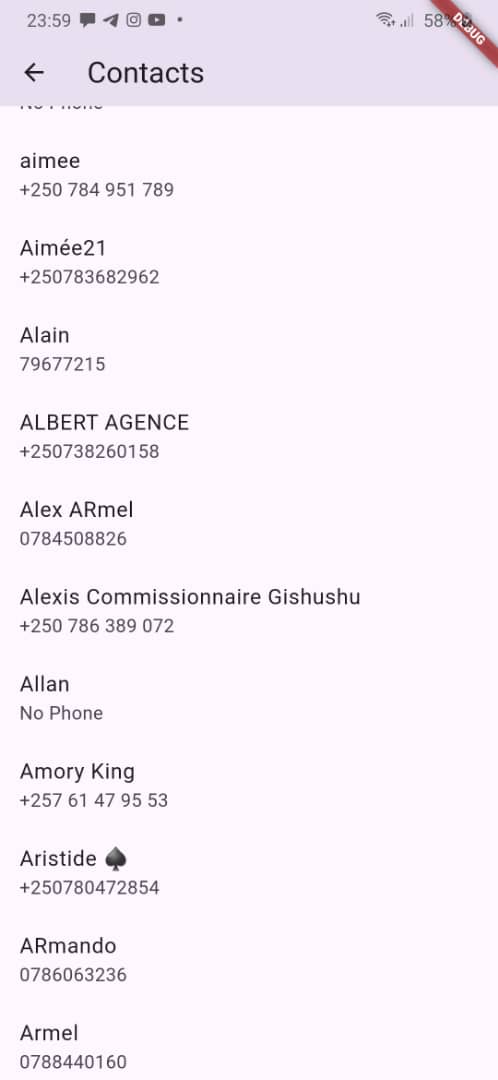 23:59
58%
DEBUG
Contacts
No Phone
aimee
+250 784 951 789
Aimée21
+250783682962
Alain
79677215
ALBERT AGENCE
+250738260158
Alex ARmel
0784508826
Alexis Commissionnaire Gishushu
+250 786 389 072
Allan
No Phone
Amory King
+257 61 47 95 53
Aristide ♠
+250780472854
ARmando
0786063236
Armel
0788440160